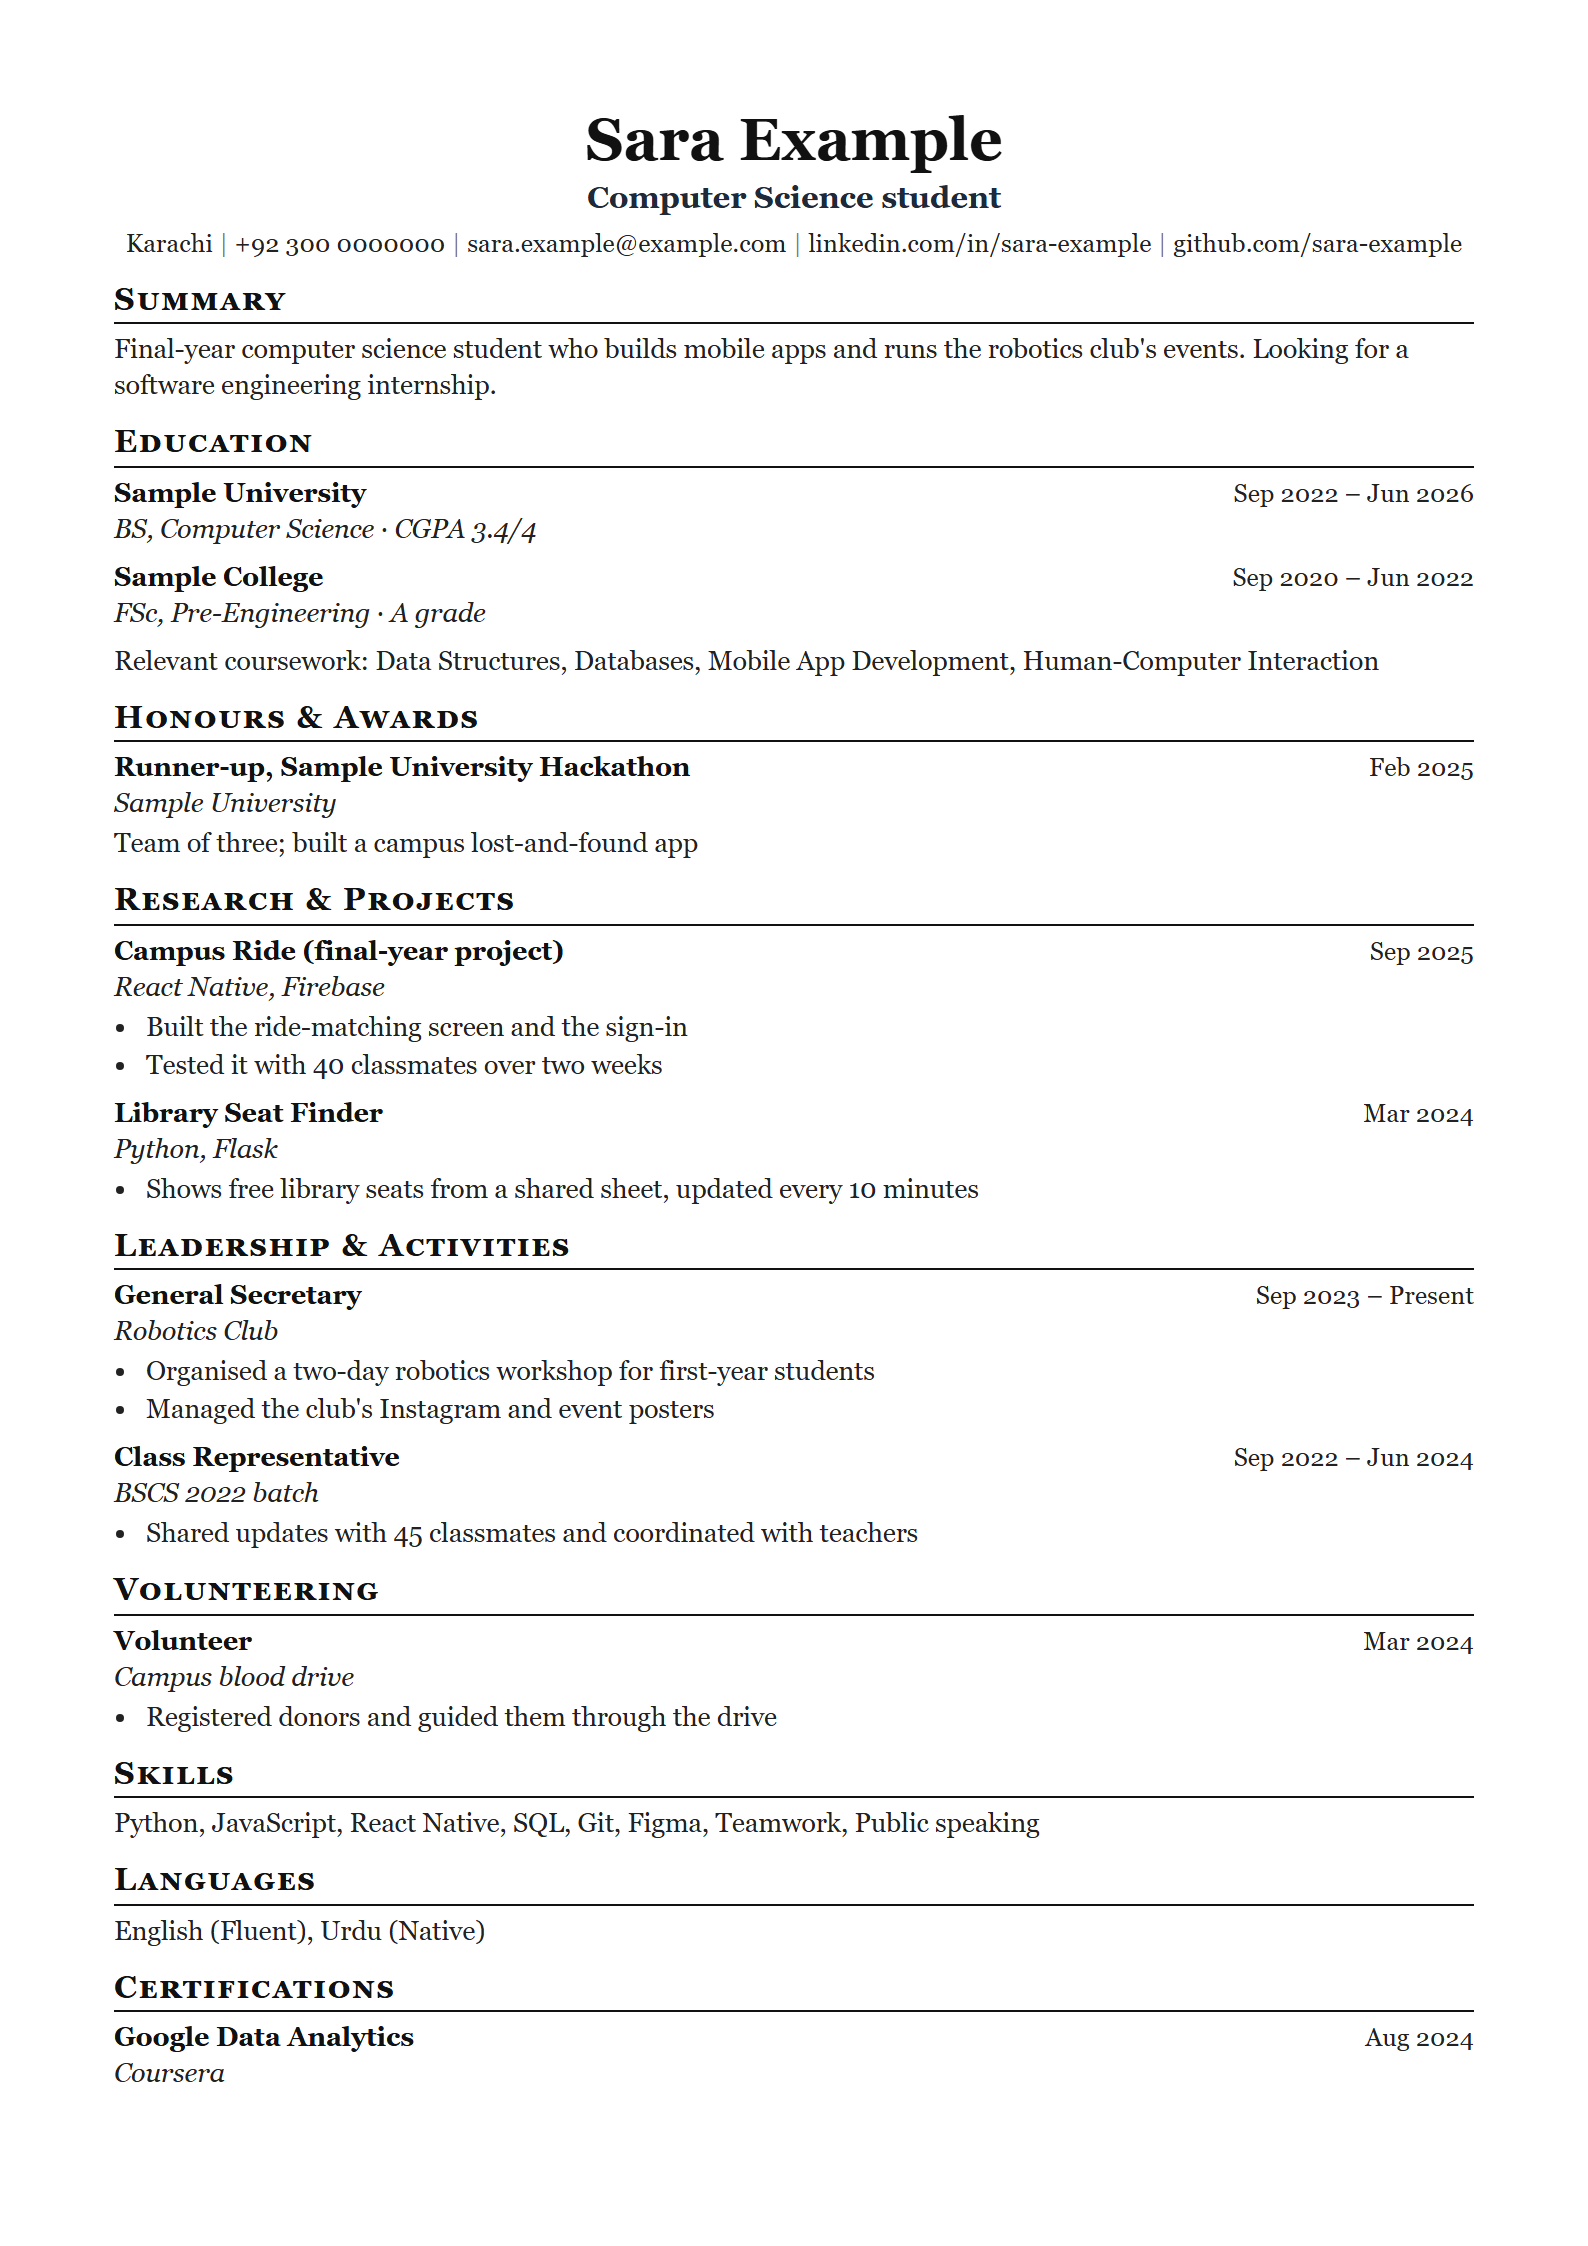 Sara Example
Computer Science student
Karachi | +92 300 0000000 | sara.example@example.com | linkedin.com/in/sara-example | github.com/sara-example
Summary
Final-year computer science student who builds mobile apps and runs the robotics club's events. Looking for a
software engineering internship.
Education
Sample University Sep 2022 – Jun 2026
BS, Computer Science · CGPA 3.4/4
Sample College Sep 2020 – Jun 2022
FSc, Pre-Engineering · A grade
Relevant coursework: Data Structures, Databases, Mobile App Development, Human-Computer Interaction
Honours & Awards
Runner-up, Sample University Hackathon Feb 2025
Sample University
Team of three; built a campus lost-and-found app
Research & Projects
Campus Ride (final-year project) Sep 2025
React Native, Firebase
• Built the ride-matching screen and the sign-in
• Tested it with 40 classmates over two weeks
Library Seat Finder Mar 2024
Python, Flask
• Shows free library seats from a shared sheet, updated every 10 minutes
Leadership & Activities
General Secretary Sep 2023 – Present
Robotics Club
• Organised a two-day robotics workshop for first-year students
• Managed the club's Instagram and event posters
Class Representative Sep 2022 – Jun 2024
BSCS 2022 batch
• Shared updates with 45 classmates and coordinated with teachers
Volunteering
Volunteer Mar 2024
Campus blood drive
• Registered donors and guided them through the drive
Skills
Python, JavaScript, React Native, SQL, Git, Figma, Teamwork, Public speaking
Languages
English (Fluent), Urdu (Native)
Certifications
Google Data Analytics Aug 2024
Coursera